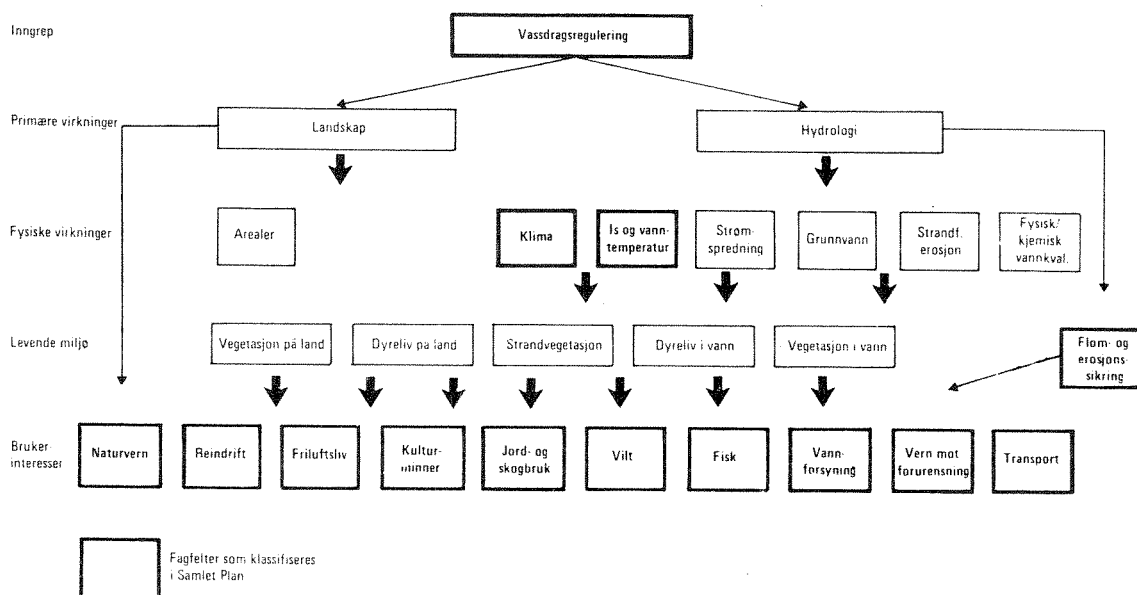 Inngrep
Vassdragsregulering
Primære virkninger
Landskap
Hydrologi
Fysiske virkninger
Arealer
Klima
Is og vann-
temperatur
Strøm-
spredning
Grunnvann
Strandf.
erosjon
Fysisk/
kjemisk
vannkval.
Levende miljø
Vegetasjon på land
Dyreliv på land
Strandvegetasjon
Dyreliv i vann
Vegetasjon i vann
Flom- og
erosjons-
sikring
Bruker-
interesser
Naturvern
Reindrift
Friluftsliv
Kultur-
minner
Jord- og
skogbruk
Vilt
Fisk
Vann-
forsyning
Vern mot
forurensning
Transport
Fagfelter som klassifiseres
i Samlet Plan